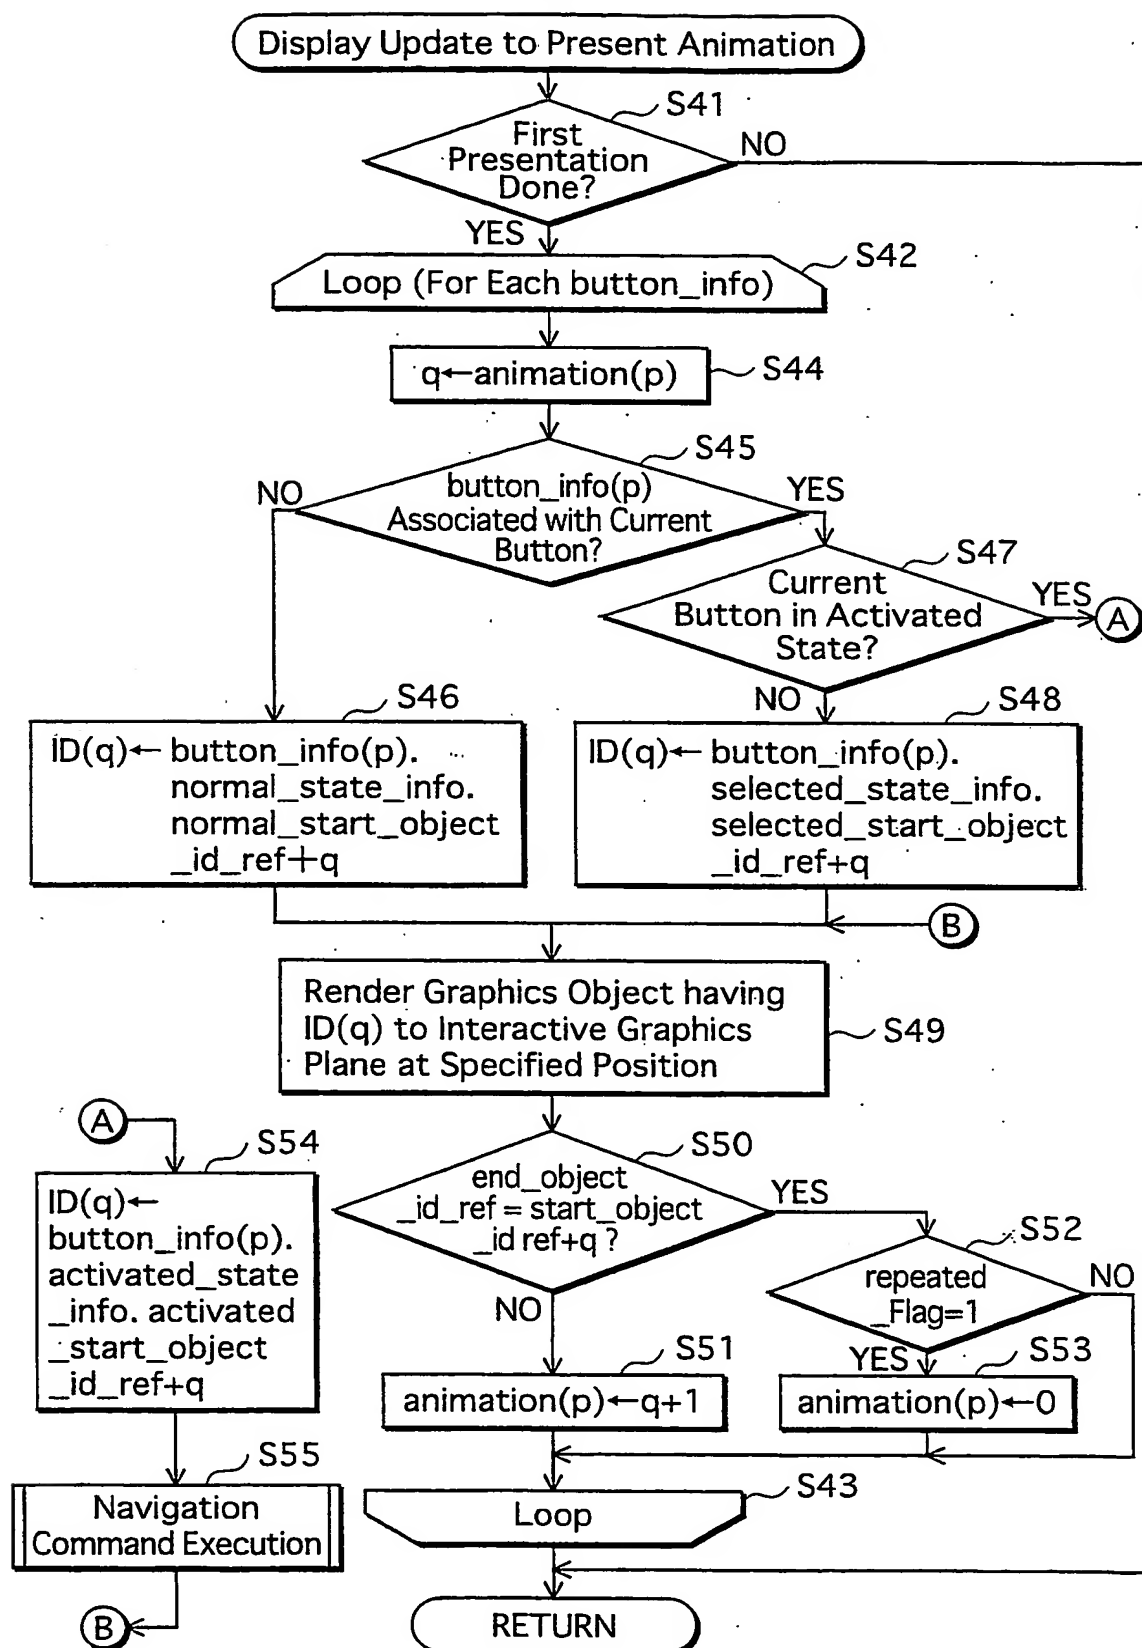 Display Update to Present Animation
S41
First
Presentation
Done?
NO
YES
S42
Loop (For Each button_info)
q←animation(p)
S44
S45
button_info(p)
Associated with Current
Button?
NO
YES
S47
Current
Button in Activated
State?
YES
A
NO
S46
ID(q)← button_info(p).
normal_state_info.
normal_start_object
_id_ref+q
S48
ID(q)← button_info(p).
selected_state_info.
selected_start_object
_id_ref+q
B
Render Graphics Object having
ID(q) to Interactive Graphics
Plane at Specified Position
S49
A
S54
ID(q)←
button_info(p).
activated_state
_info. activated
_start_object
_id_ref+q
S55
Navigation
Command Execution
B
S50
end_object
_id_ref = start_object
_id ref+q ?
YES
NO
S52
repeated
_Flag=1
NO
YES
S51
animation(p)←q+1
S53
animation(p)←0
S43
Loop
RETURN